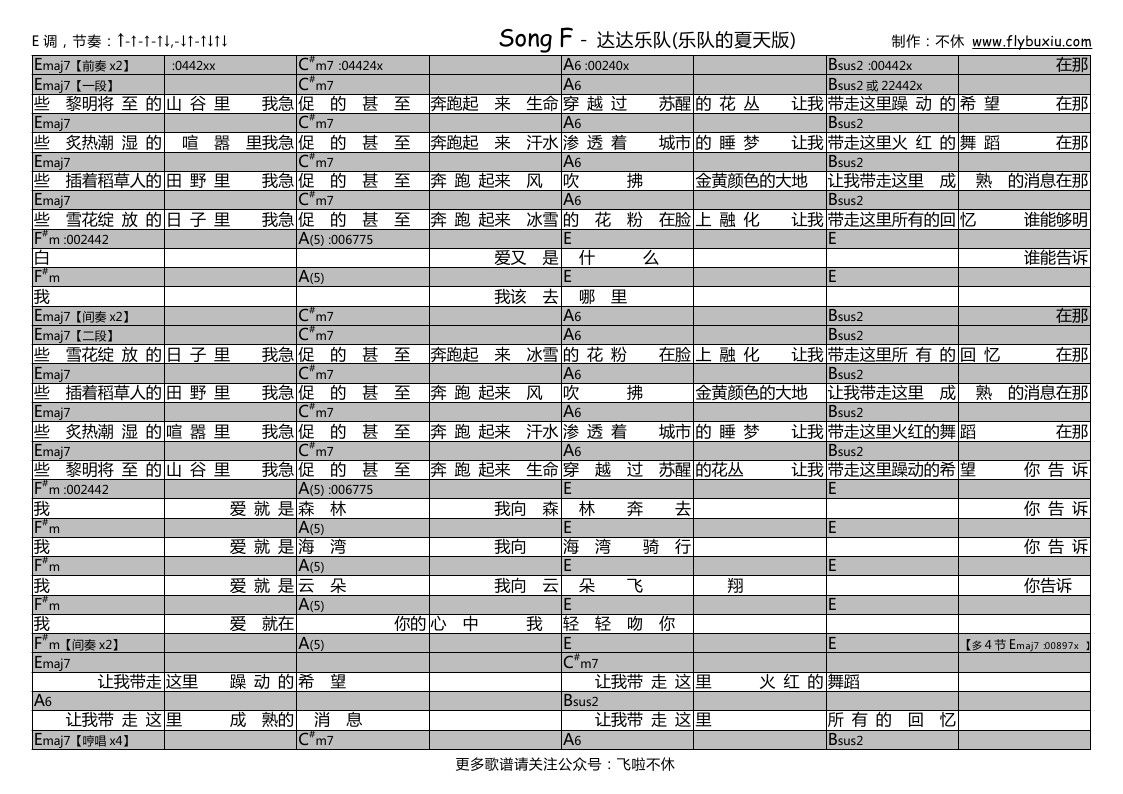 E 调，节奏：↑-↑-↑-↑↓,-↓↑-↑↓↑↓ Song F - 达达乐队(乐队的夏天版) 制作：不休 www.flybuxiu.com
Emaj7【前奏 x2】 :0442xx C#m7 :04424x A6 :00240x Bsus2 :00442x 在那
Emaj7【一段】 C#m7 A6 Bsus2 或 22442x
些 黎明将 至 的 山 谷 里 我急 促 的 甚 至 奔跑起 来 生命 穿 越 过 苏醒 的 花 丛 让我 带走这里躁 动 的 希 望 在那
Emaj7 C#m7 A6 Bsus2
些 炙热潮 湿 的 喧 嚣 里我急 促 的 甚 至 奔跑起 来 汗水 渗 透 着 城市 的 睡 梦 让我 带走这里火 红 的 舞 蹈 在那
Emaj7 C#m7 A6 Bsus2
些 插着稻草人的 田 野 里 我急 促 的 甚 至 奔 跑 起来 风 吹 拂 金黄颜色的大地 让我带走这里 成 熟 的消息在那
Emaj7 C#m7 A6 Bsus2
些 雪花绽 放 的 日 子 里 我急 促 的 甚 至 奔 跑 起来 冰雪 的 花 粉 在脸 上 融 化 让我 带走这里所有的回 忆 谁能够明
F#m :002442 A(5) :006775 E E
白 爱又 是 什 么 谁能告诉
F#m A(5) E E
我 我该 去 哪 里
Emaj7【间奏 x2】 C#m7 A6 Bsus2 在那
Emaj7【二段】 C#m7 A6 Bsus2
些 雪花绽 放 的 日 子 里 我急 促 的 甚 至 奔跑起 来 冰雪 的 花 粉 在脸 上 融 化 让我 带走这里所 有 的 回 忆 在那
Emaj7 C#m7 A6 Bsus2
些 插着稻草人的 田 野 里 我急 促 的 甚 至 奔 跑 起来 风 吹 拂 金黄颜色的大地 让我带走这里 成 熟 的消息在那
Emaj7 C#m7 A6 Bsus2
些 炙热潮 湿 的 喧 嚣 里 我急 促 的 甚 至 奔 跑 起来 汗水 渗 透 着 城市 的 睡 梦 让我 带走这里火红的舞 蹈 在那
Emaj7 C#m7 A6 Bsus2
些 黎明将 至 的 山 谷 里 我急 促 的 甚 至 奔 跑 起来 生命 穿 越 过 苏醒 的花丛 让我 带走这里躁动的希 望 你 告 诉
F#m :002442 A(5) :006775 E E
我 爱 就 是 森 林 我向 森 林 奔 去 你 告 诉
F#m A(5) E E
我 爱 就 是 海 湾 我向 海 湾 骑 行 你 告 诉
F#m A(5) E E
我 爱 就 是 云 朵 我向 云 朵 飞 翔 你告诉
F#m A(5) E E
我 爱 就在 你的 心 中 我 轻 轻 吻 你
F#m【间奏 x2】 A(5) E E 【多 4 节 Emaj7 :00897x 】
Emaj7 C#m7
让我带走 这里 躁 动 的 希 望 让我带 走 这 里 火 红 的 舞蹈
A6 Bsus2
让我带 走 这 里 成 熟的 消 息 让我带 走 这 里 所 有 的 回 忆
Emaj7【哼唱 x4】 C#m7 A6 Bsus2
更多歌谱请关注公众号：飞啦不休